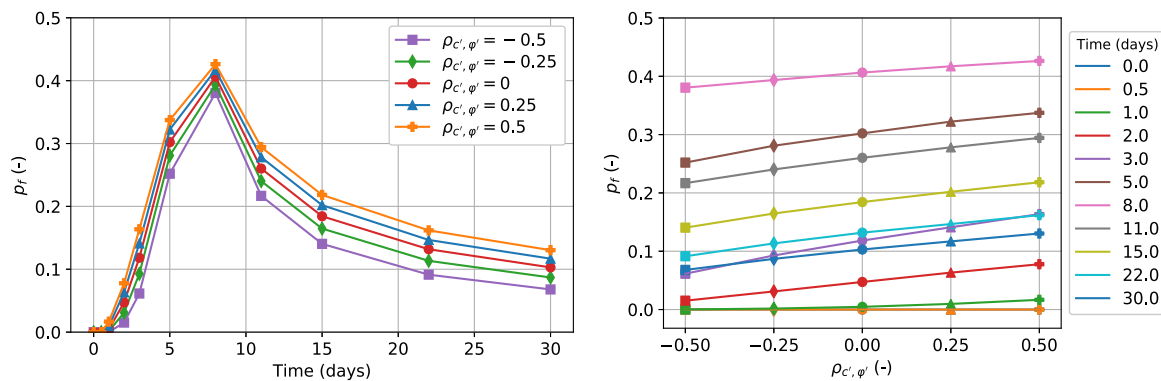 0.5
0.4
0.3
0.2
0.1
0.0
p_f (-)
0 5 10 15 20 25 30
Time (days)
ρ_{c′, φ′} = − 0.5
ρ_{c′, φ′} = − 0.25
ρ_{c′, φ′} = 0
ρ_{c′, φ′} = 0.25
ρ_{c′, φ′} = 0.5
0.5
0.4
0.3
0.2
0.1
0.0
p_f (-)
−0.50 −0.25 0.00 0.25 0.50
ρ_{c′, φ′} (-)
Time (days)
0.0
0.5
1.0
2.0
3.0
5.0
8.0
11.0
15.0
22.0
30.0